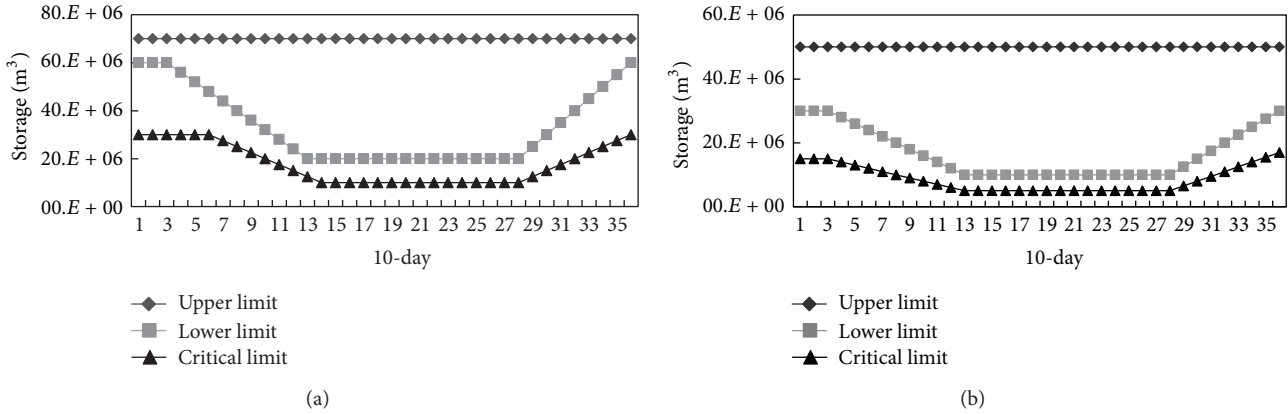 80.E + 06
60.E + 06
40.E + 06
20.E + 06
00.E + 00
Storage (m³)
1 3 5 7 9 11 13 15 17 19 21 23 25 27 29 31 33 35
10-day
Upper limit
Lower limit
Critical limit
(a)
60.E + 06
40.E + 06
20.E + 06
00.E + 00
Storage (m³)
1 3 5 7 9 11 13 15 17 19 21 23 25 27 29 31 33 35
10-day
Upper limit
Lower limit
Critical limit
(b)